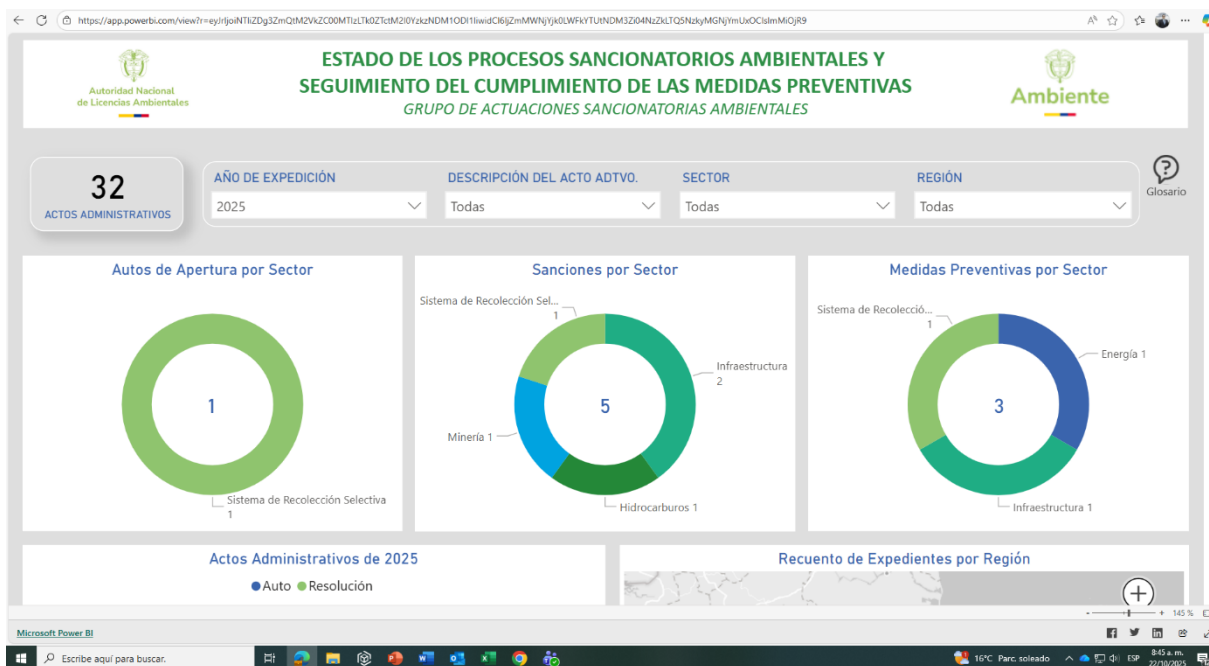 Autoridad Nacional
de Licencias Ambientales
ESTADO DE LOS PROCESOS SANCIONATORIOS AMBIENTALES Y
SEGUIMIENTO DEL CUMPLIMIENTO DE LAS MEDIDAS PREVENTIVAS
GRUPO DE ACTUACIONES SANCIONATORIAS AMBIENTALES
Ambiente
32
ACTOS ADMINISTRATIVOS
AÑO DE EXPEDICIÓN
2025
DESCRIPCIÓN DEL ACTO ADTVO.
Todas
SECTOR
Todas
REGIÓN
Todas
Glosario
Autos de Apertura por Sector
1
Sistema de Recolección Selectiva
1
Sanciones por Sector
Sistema de Recolección Sel...
1
Infraestructura
2
5
Minería 1
Hidrocarburos 1
Medidas Preventivas por Sector
Sistema de Recolecció...
1
Energía 1
3
Infraestructura 1
Actos Administrativos de 2025
Auto
Resolución
Recuento de Expedientes por Región
145 %
Microsoft Power BI
Escribe aquí para buscar.
16°C Parc. soleado
ESP
8:45 a. m.
22/10/2025